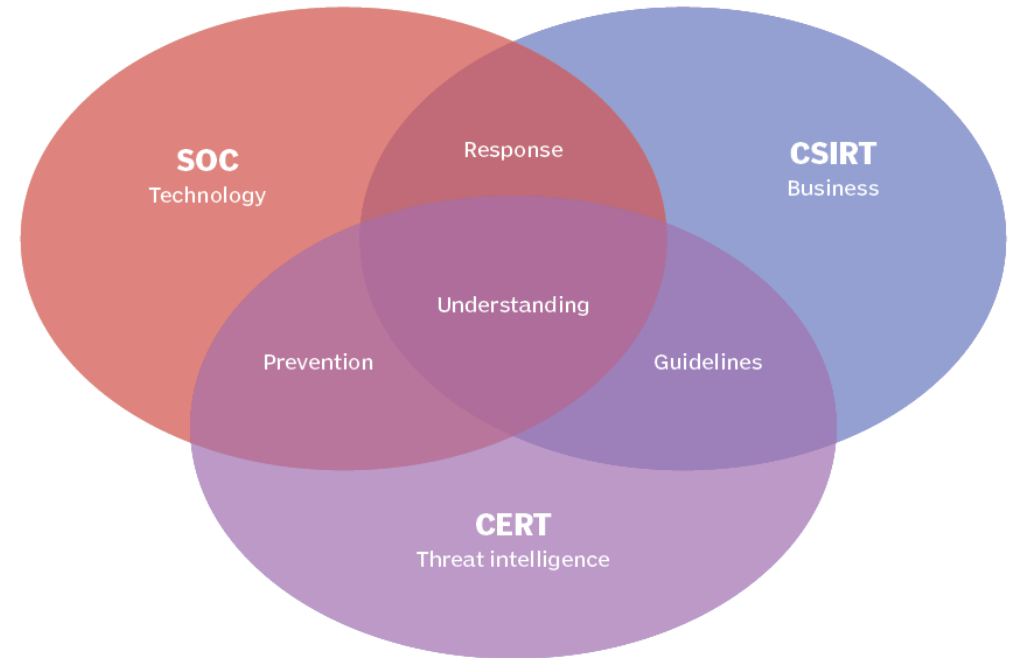 SOC
Technology
Response
CSIRT
Business
Understanding
Prevention
Guidelines
CERT
Threat intelligence